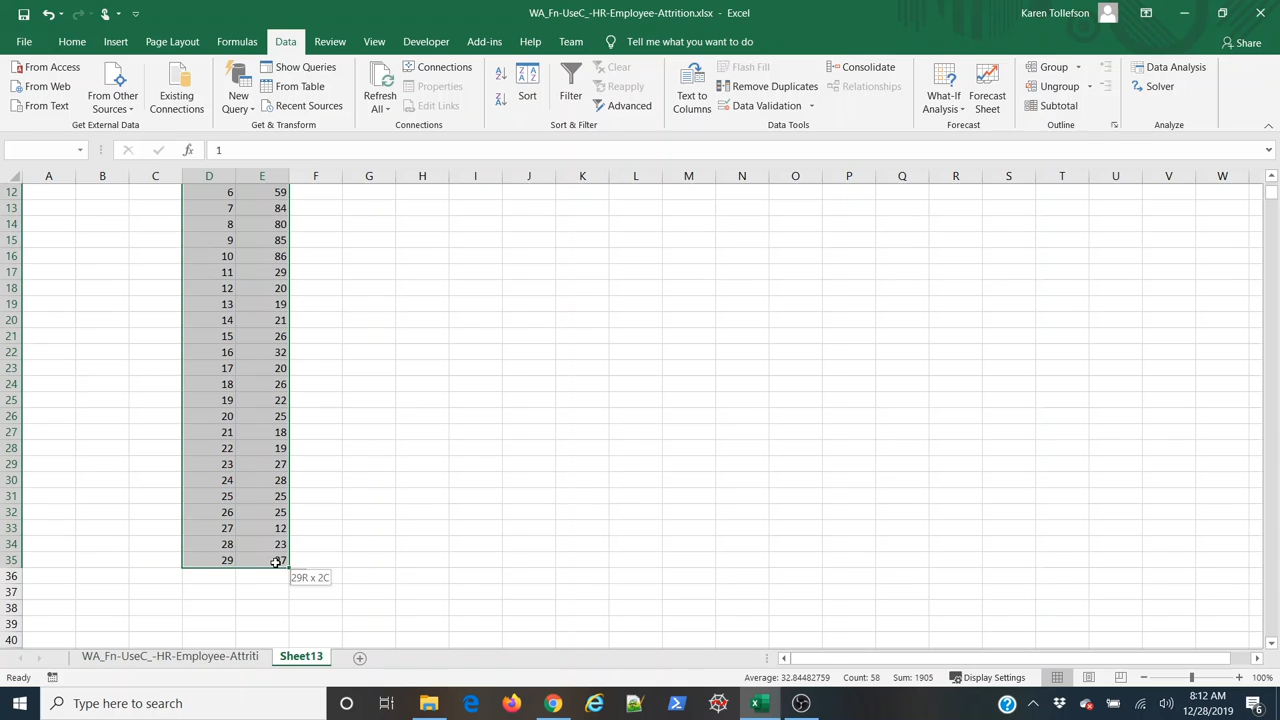 WA_Fn-UseC_-HR-Employee-Attrition.xlsx - Excel
Karen Tollefson
File Home Insert Page Layout Formulas Data Review View Developer Add-ins Help Team Tell me what you want to do Share
From Access
From Web
From Text
From Other Sources
Existing Connections
Get External Data
New Query
Show Queries
From Table
Recent Sources
Get & Transform
Refresh All
Connections
Properties
Edit Links
Connections
Sort
Filter
Clear
Reapply
Advanced
Sort & Filter
Text to Columns
Flash Fill
Remove Duplicates
Data Validation
Consolidate
Relationships
Data Tools
What-If Analysis
Forecast Sheet
Forecast
Group
Ungroup
Subtotal
Outline
Data Analysis
Solver
Analyze
fx 1
A B C D E F G H I J K L M N O P Q R S T U V W
12 6 59
13 7 84
14 8 80
15 9 85
16 10 86
17 11 29
18 12 20
19 13 19
20 14 21
21 15 26
22 16 32
23 17 20
24 18 26
25 19 22
26 20 25
27 21 18
28 22 19
29 23 27
30 24 28
31 25 25
32 26 25
33 27 12
34 28 23
35 29
36
37
38
39
40
29R x 2C
WA_Fn-UseC_-HR-Employee-Attriti Sheet13
Ready Average: 32.84482759 Count: 58 Sum: 1905 Display Settings 100%
Type here to search
8:12 AM
12/28/2019